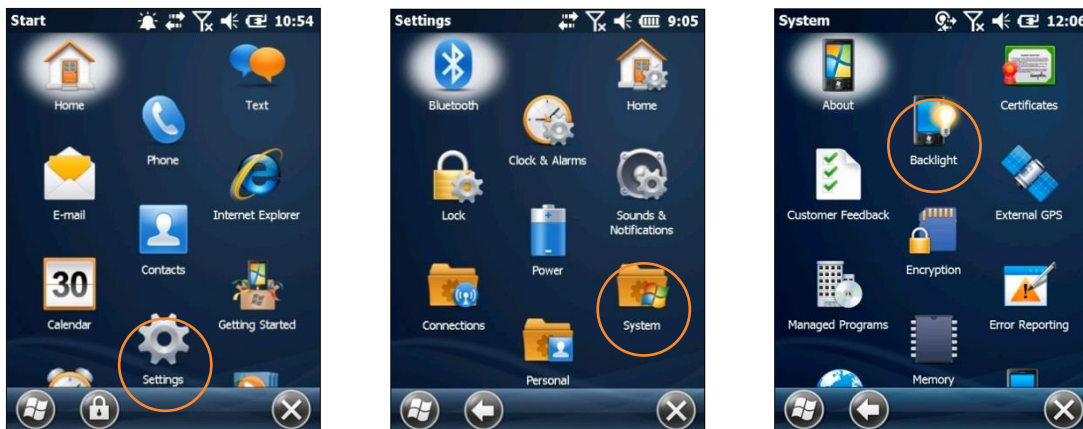 Start 10:54
Home
Text
Phone
E-mail
Internet Explorer
Contacts
30
Calendar
Getting Started
Settings
Settings 9:05
Bluetooth
Home
Clock & Alarms
Lock
Sounds &
Notifications
Power
Connections
System
Personal
System 12:06
About
Certificates
Backlight
Customer Feedback
External GPS
Encryption
Managed Programs
Error Reporting
Memory